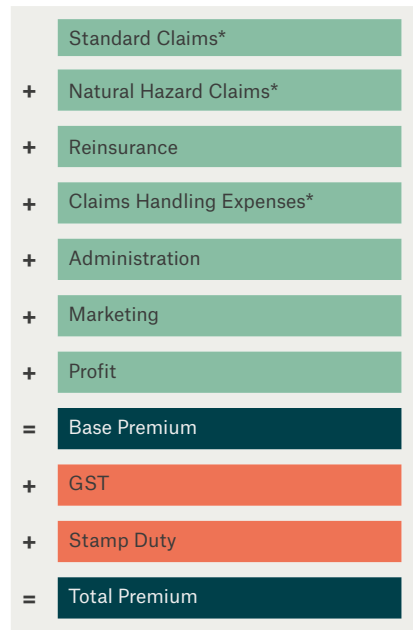 Standard Claims*
+ Natural Hazard Claims*
+ Reinsurance
+ Claims Handling Expenses*
+ Administration
+ Marketing
+ Profit
= Base Premium
+ GST
+ Stamp Duty
= Total Premium